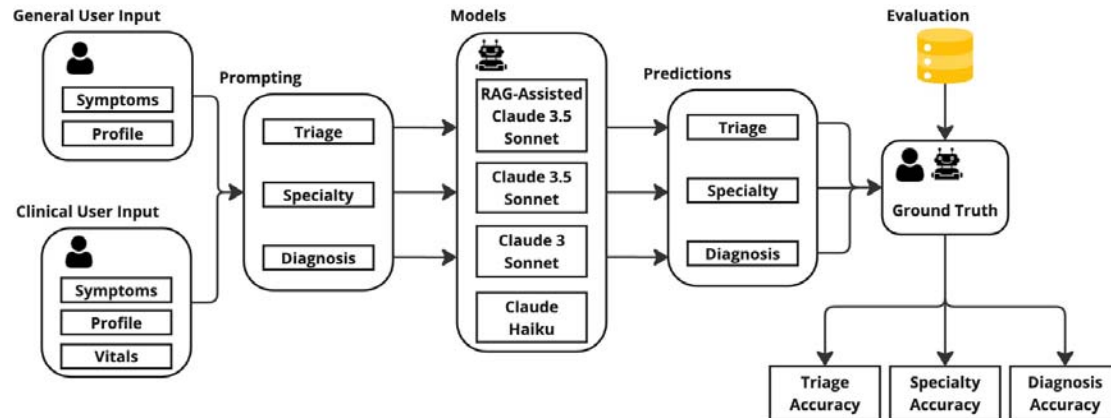 General User Input
Symptoms
Profile
Clinical User Input
Symptoms
Profile
Vitals
Prompting
Triage
Specialty
Diagnosis
Models
RAG-Assisted
Claude 3.5
Sonnet
Claude 3.5
Sonnet
Claude 3
Sonnet
Claude
Haiku
Predictions
Triage
Specialty
Diagnosis
Evaluation
Ground Truth
Triage
Accuracy
Specialty
Accuracy
Diagnosis
Accuracy